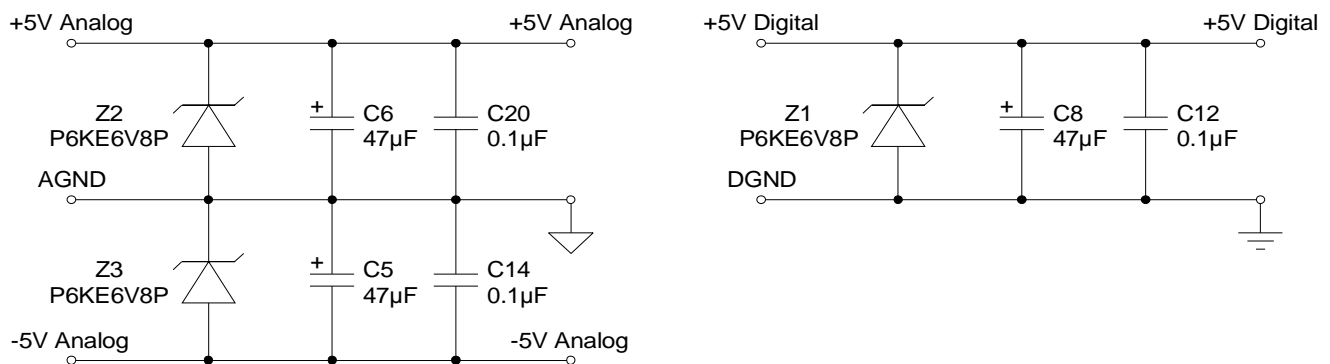 +5V Analog
+5V Analog
Z2
P6KE6V8P
+
C6
47µF
C20
0.1µF
AGND
Z3
P6KE6V8P
+
C5
47µF
C14
0.1µF
-5V Analog
-5V Analog
+5V Digital
+5V Digital
Z1
P6KE6V8P
+
C8
47µF
C12
0.1µF
DGND